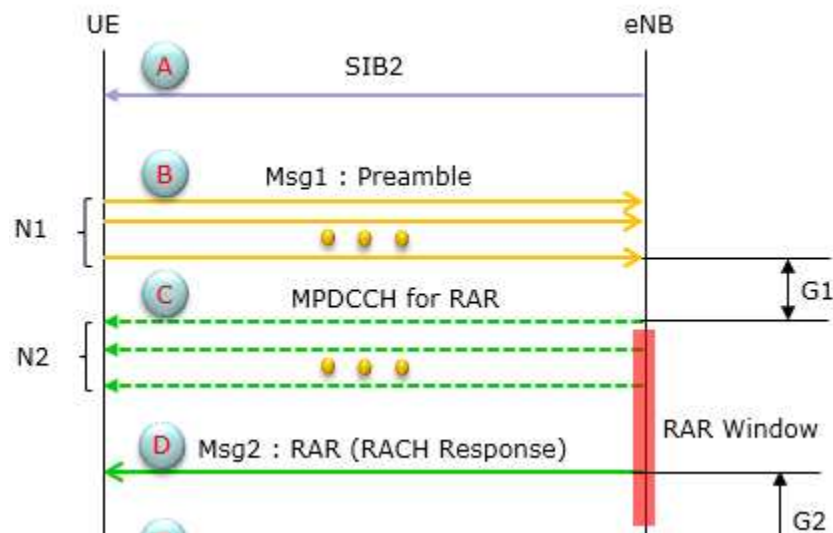 UE
eNB
A
SIB2
B
Msg1 : Preamble
N1
G1
C
MPDCCH for RAR
N2
RAR Window
D
Msg2 : RAR (RACH Response)
G2